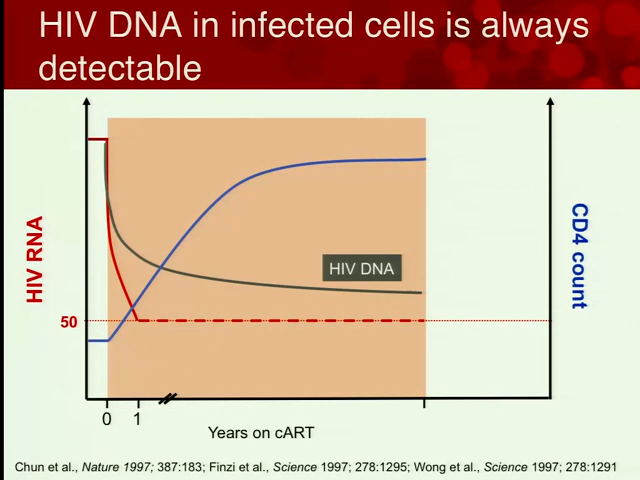 HIV DNA in infected cells is always
detectable
HIV RNA
CD4 count
HIV DNA
50
0 1
Years on cART
Chun et al., Nature 1997; 387:183; Finzi et al., Science 1997; 278:1295; Wong et al., Science 1997; 278:1291